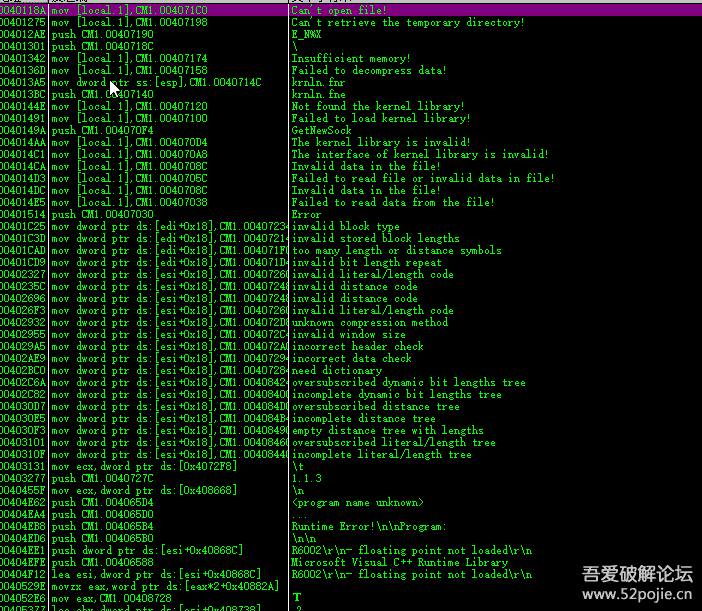 0040118A mov [local.1],CM1.004071C0 Can't open file!
00401275 mov [local.1],CM1.00407198 Can't retrieve the temporary directory!
004012AE push CM1.00407190 E_N%X
00401301 push CM1.0040718C \
00401342 mov [local.1],CM1.00407174 Insufficient memory!
0040136D mov [local.1],CM1.00407158 Failed to decompress data!
004013A5 mov dword ptr ss:[esp],CM1.0040714C krnln.fnr
004013BC push CM1.00407140 krnln.fne
0040144E mov [local.1],CM1.00407120 Not found the kernel library!
00401491 mov [local.1],CM1.00407100 Failed to load kernel library!
0040149A push CM1.004070F4 GetNewSock
004014AA mov [local.1],CM1.004070D4 The kernel library is invalid!
004014C1 mov [local.1],CM1.004070A8 The interface of kernel library is invalid!
004014CA mov [local.1],CM1.0040708C Invalid data in the file!
004014D3 mov [local.1],CM1.0040705C Failed to read file or invalid data in file!
004014DC mov [local.1],CM1.0040708C Invalid data in the file!
004014E5 mov [local.1],CM1.00407038 Failed to read data from the file!
00401514 push CM1.00407030 Error
00401C25 mov dword ptr ds:[edi+0x18],CM1.00407234 invalid block type
00401C3D mov dword ptr ds:[edi+0x18],CM1.00407214 invalid stored block lengths
00401CAD mov dword ptr ds:[edi+0x18],CM1.004071F0 too many length or distance symbols
00401CD9 mov dword ptr ds:[edi+0x18],CM1.004071D4 invalid bit length repeat
00402327 mov dword ptr ds:[esi+0x18],CM1.00407260 invalid literal/length code
0040235C mov dword ptr ds:[esi+0x18],CM1.00407248 invalid distance code
00402696 mov dword ptr ds:[esi+0x18],CM1.00407248 invalid distance code
004026F3 mov dword ptr ds:[esi+0x18],CM1.00407260 invalid literal/length code
00402932 mov dword ptr ds:[esi+0x18],CM1.004072D0 unknown compression method
00402955 mov dword ptr ds:[esi+0x18],CM1.004072C4 invalid window size
004029A5 mov dword ptr ds:[esi+0x18],CM1.004072A0 incorrect header check
00402AE9 mov dword ptr ds:[esi+0x18],CM1.00407294 incorrect data check
00402BC0 mov dword ptr ds:[esi+0x18],CM1.00407284 need dictionary
00402C6A mov dword ptr ds:[esi+0x18],CM1.00408424 oversubscribed dynamic bit lengths tree
00402C82 mov dword ptr ds:[esi+0x18],CM1.00408400 incomplete dynamic bit lengths tree
004030D7 mov dword ptr ds:[esi+0x18],CM1.004084D0 oversubscribed distance tree
004030E5 mov dword ptr ds:[esi+0x18],CM1.004084B4 incomplete distance tree
004030F3 mov dword ptr ds:[esi+0x18],CM1.00408490 empty distance tree with lengths
00403101 mov dword ptr ds:[esi+0x18],CM1.00408460 oversubscribed literal/length tree
0040310F mov dword ptr ds:[esi+0x18],CM1.00408440 incomplete literal/length tree
00403131 mov ecx,dword ptr ds:[0x4072F8] \t
00403277 push CM1.0040727C 1.1.3
0040455F mov ecx,dword ptr ds:[0x408668] \n
00404E62 push CM1.004065D4 <program name unknown>
00404EA4 push CM1.004065D0 ...
00404EB8 push CM1.004065B4 Runtime Error!\n\nProgram:
00404ED6 push CM1.004065B0 \n\n
00404EE1 push dword ptr ds:[esi+0x40868C] R6002\r\n- floating point not loaded\r\n
00404EFE push CM1.00406588 Microsoft Visual C++ Runtime Library
00404F12 lea esi,dword ptr ds:[esi+0x40868C] R6002\r\n- floating point not loaded\r\n
0040529E movzx eax,word ptr ds:[eax*2+0x40882A]
004052E6 mov eax,CM1.00408728 T
吾爱破解论坛
www.52pojie.cn